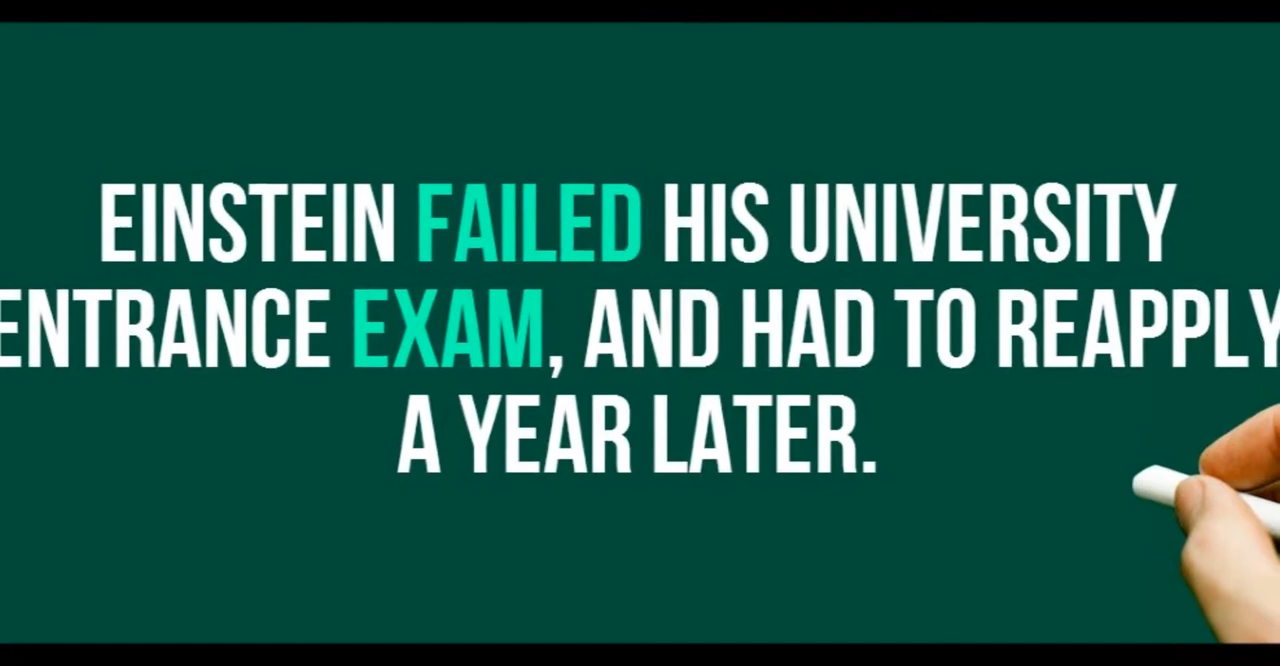 EINSTEIN FAILED HIS UNIVERSITY
ENTRANCE EXAM, AND HAD TO REAPPLY
A YEAR LATER.